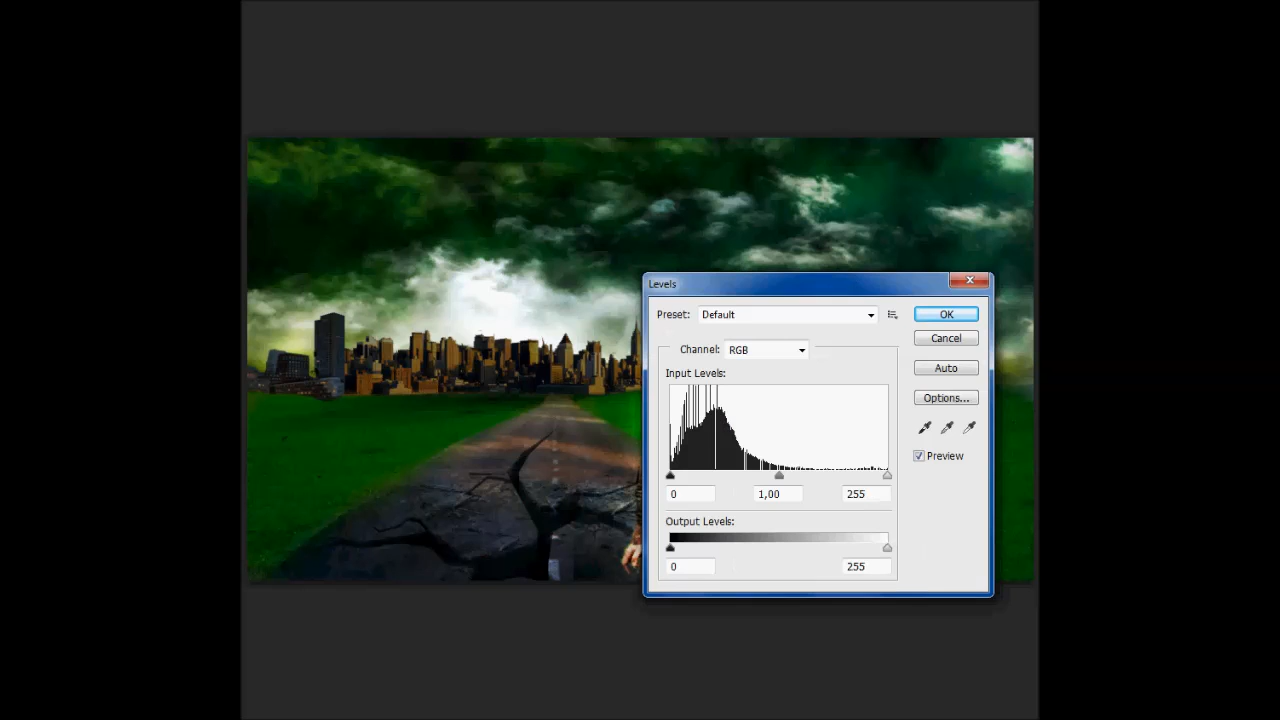 Levels
Preset: Default
OK
Cancel
Channel: RGB
Auto
Input Levels:
Options...
Preview
0 1,00 255
Output Levels:
0 255